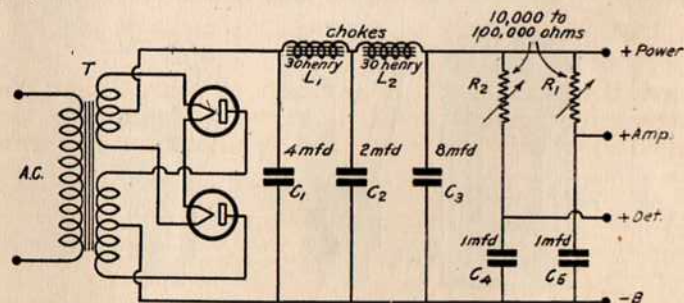 10,000 to
100,000 ohms
chokes
30 henry
L1
30 henry
L2
+ Power
T
R2
R1
A.C.
4 mfd
2 mfd
8 mfd
+ Amp.
C1
C2
C3
+ Det.
1 mfd
1 mfd
C4
C5
-B